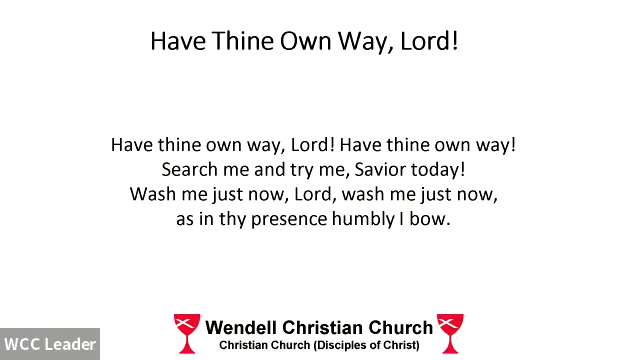 Have Thine Own Way, Lord!
Have thine own way, Lord! Have thine own way!
Search me and try me, Savior today!
Wash me just now, Lord, wash me just now,
as in thy presence humbly I bow.
Wendell Christian Church
Christian Church (Disciples of Christ)
WCC Leader